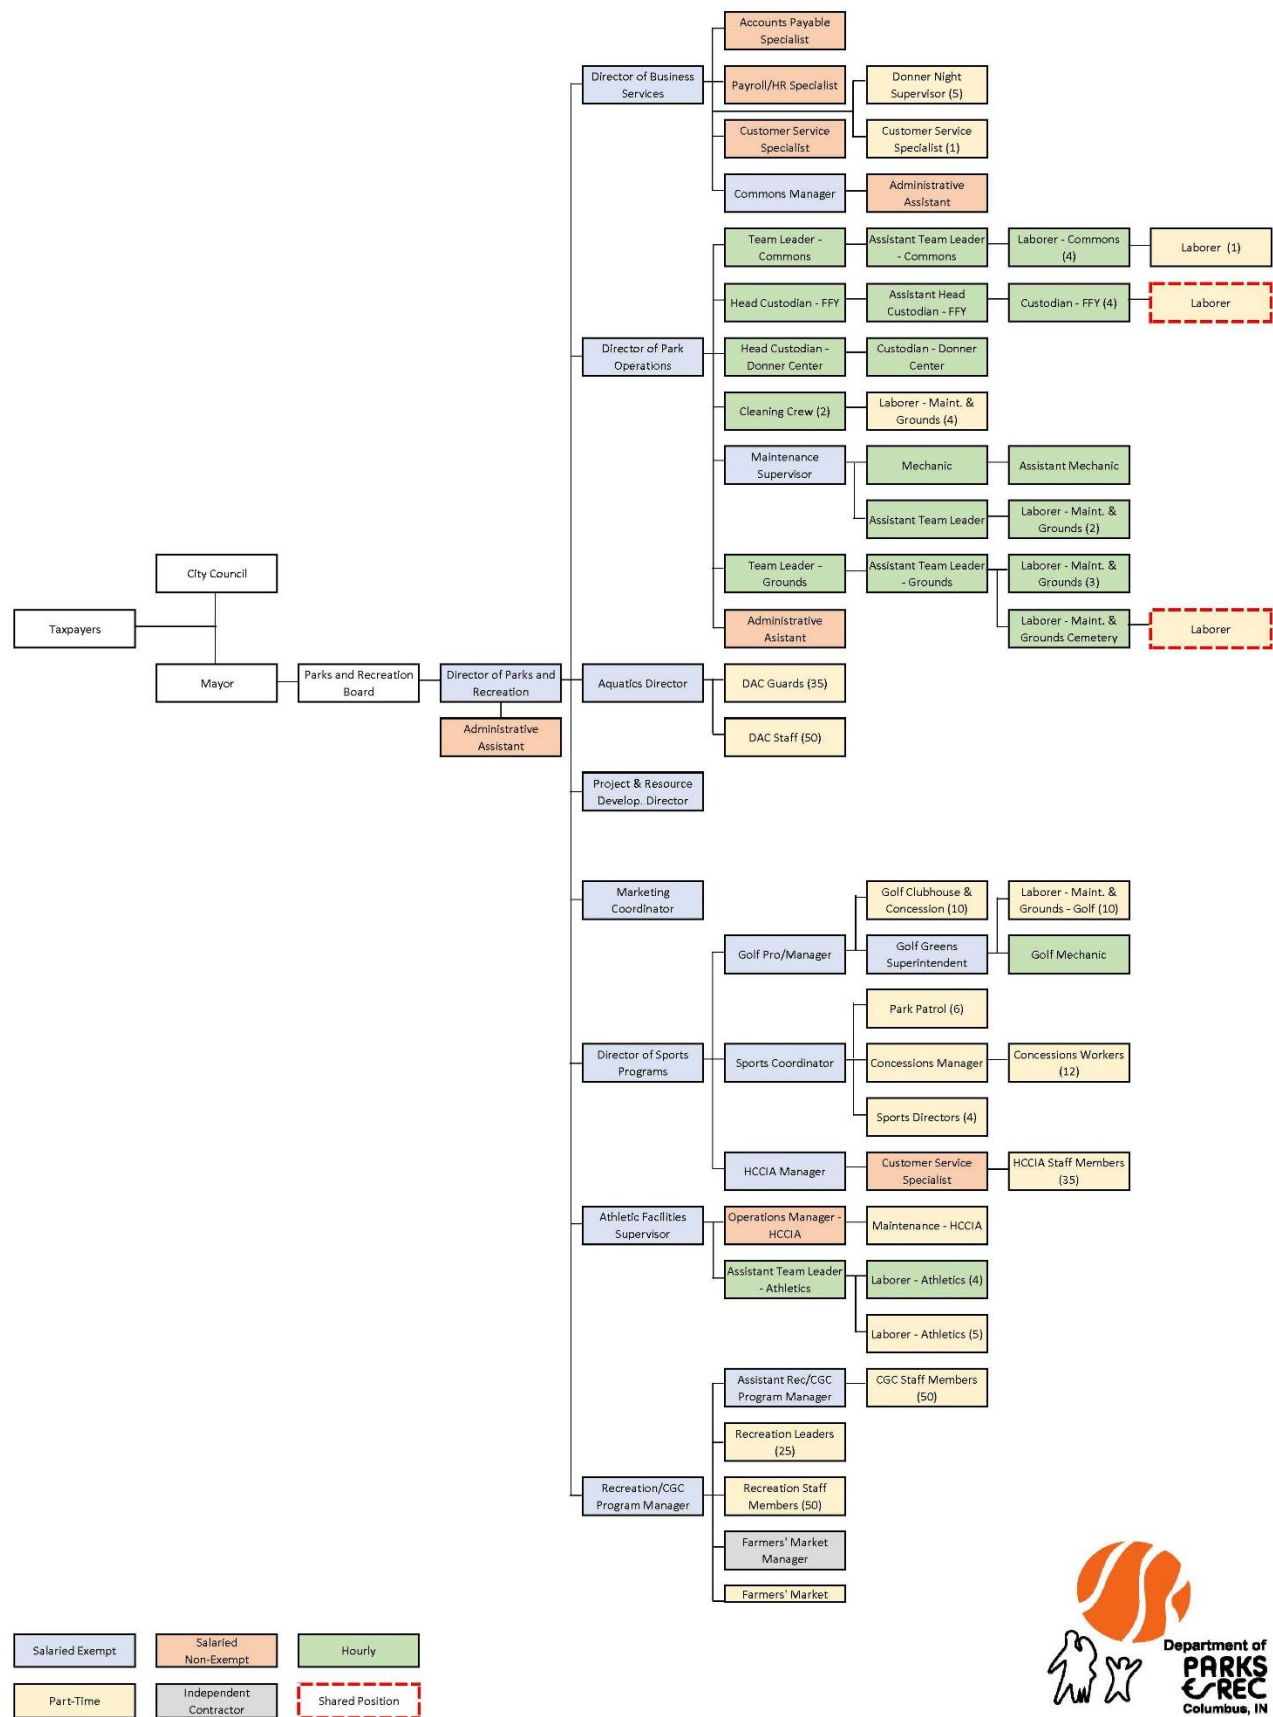 Accounts Payable
Specialist
Director of Business
Services
Payroll/HR Specialist
Donner Night
Supervisor (5)
Customer Service
Specialist
Customer Service
Specialist (1)
Commons Manager
Administrative
Assistant
Team Leader -
Commons
Assistant Team Leader
- Commons
Laborer - Commons
(4)
Laborer (1)
Head Custodian - FFY
Assistant Head
Custodian - FFY
Custodian - FFY (4)
Laborer
Director of Park
Operations
Head Custodian -
Donner Center
Custodian - Donner
Center
Cleaning Crew (2)
Laborer - Maint. &
Grounds (4)
Maintenance
Supervisor
Mechanic
Assistant Mechanic
Assistant Team Leader
Laborer - Maint. &
Grounds (2)
City Council
Team Leader -
Grounds
Assistant Team Leader
- Grounds
Laborer - Maint. &
Grounds (3)
Taxpayers
Administrative
Asistant
Laborer - Maint. &
Grounds Cemetery
Laborer
Mayor
Parks and Recreation
Board
Director of Parks and
Recreation
Aquatics Director
DAC Guards (35)
Administrative
Assistant
DAC Staff (50)
Project & Resource
Develop. Director
Marketing
Coordinator
Golf Clubhouse &
Concession (10)
Laborer - Maint. &
Grounds - Golf (10)
Golf Pro/Manager
Golf Greens
Superintendent
Golf Mechanic
Park Patrol (6)
Director of Sports
Programs
Sports Coordinator
Concessions Manager
Concessions Workers
(12)
Sports Directors (4)
HCCIA Manager
Customer Service
Specialist
HCCIA Staff Members
(35)
Athletic Facilities
Supervisor
Operations Manager -
HCCIA
Maintenance - HCCIA
Assistant Team Leader
- Athletics
Laborer - Athletics (4)
Laborer - Athletics (5)
Assistant Rec/CGC
Program Manager
CGC Staff Members
(50)
Recreation Leaders
(25)
Recreation/CGC
Program Manager
Recreation Staff
Members (50)
Farmers' Market
Manager
Farmers' Market
Salaried Exempt
Salaried
Non-Exempt
Hourly
Part-Time
Independent
Contractor
Shared Position
Department of
PARKS
& REC
Columbus, IN